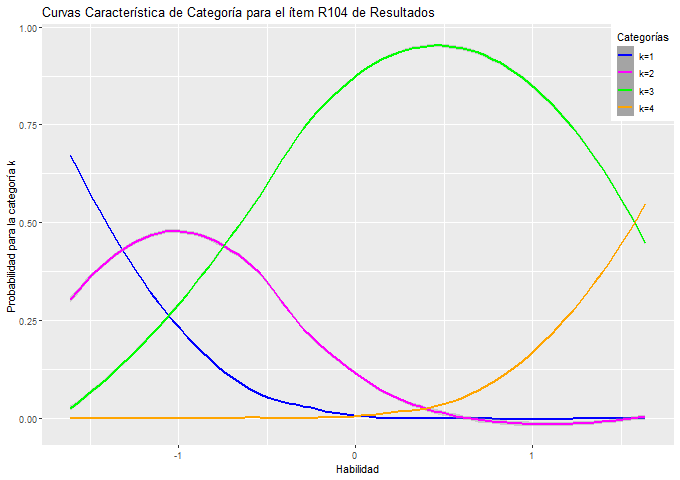 Curvas Característica de Categoría para el ítem R104 de Resultados
Probabilidad para la categoría k
1.00
0.75
0.50
0.25
0.00
-1
0
1
Habilidad
Categorías
k=1
k=2
k=3
k=4